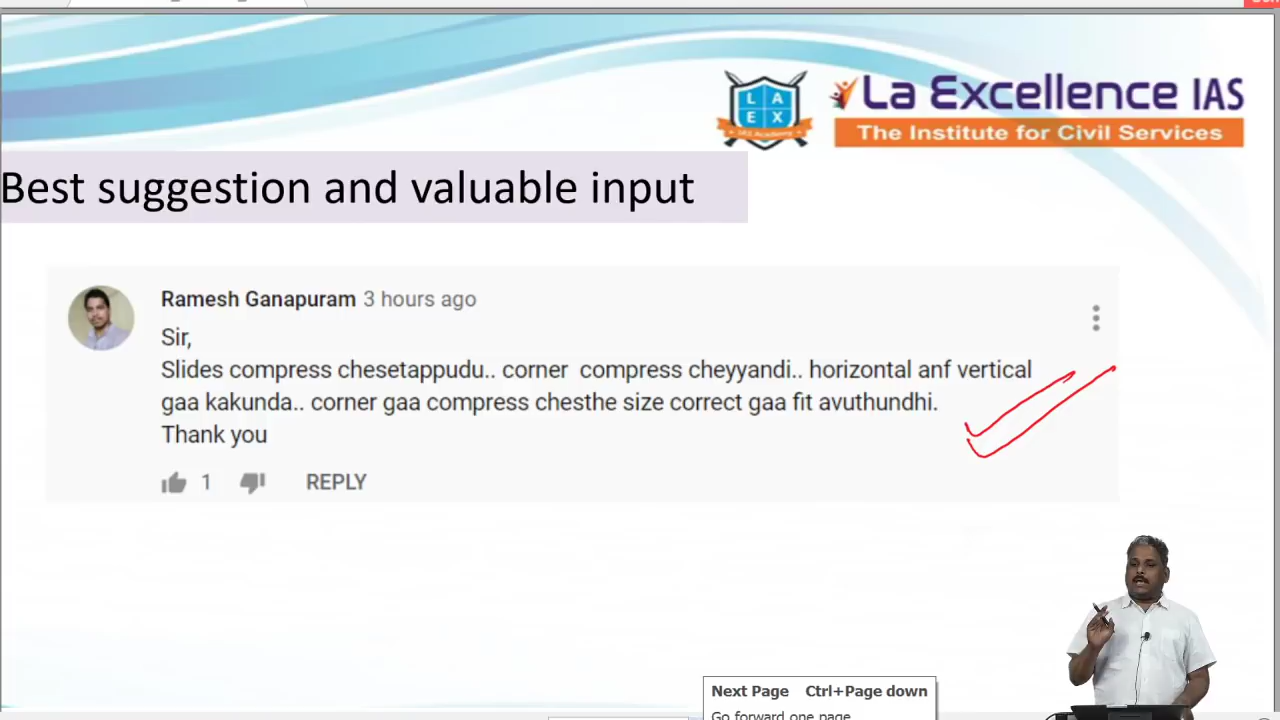 L A
E X
La Excellence IAS
The Institute for Civil Services
Best suggestion and valuable input
Ramesh Ganapuram 3 hours ago
Sir,
Slides compress chesetappudu.. corner compress cheyyandi.. horizontal anf vertical
gaa kakunda.. corner gaa compress chesthe size correct gaa fit avuthundhi.
Thank you
1 REPLY
Next Page Ctrl+Page down
Go forward one page